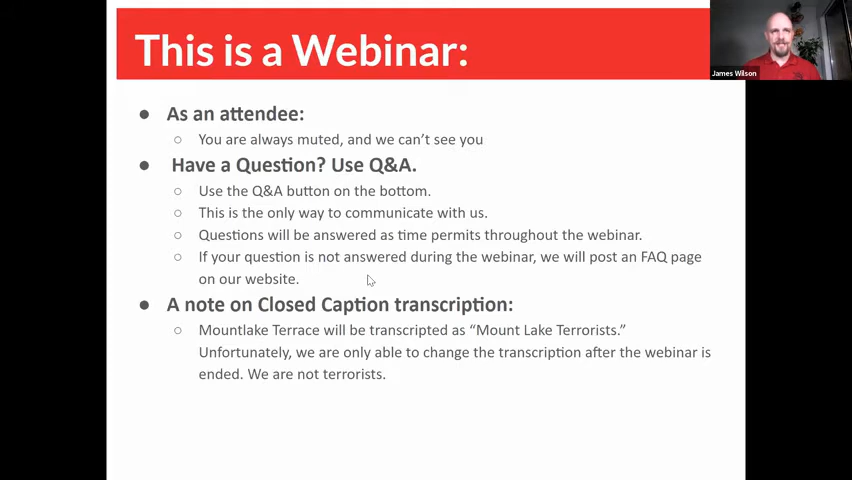 This is a Webinar:
James Wilson
● As an attendee:
○ You are always muted, and we can't see you
● Have a Question? Use Q&A.
○ Use the Q&A button on the bottom.
○ This is the only way to communicate with us.
○ Questions will be answered as time permits throughout the webinar.
○ If your question is not answered during the webinar, we will post an FAQ page
on our website.
● A note on Closed Caption transcription:
○ Mountlake Terrace will be transcripted as “Mount Lake Terrorists.”
Unfortunately, we are only able to change the transcription after the webinar is
ended. We are not terrorists.